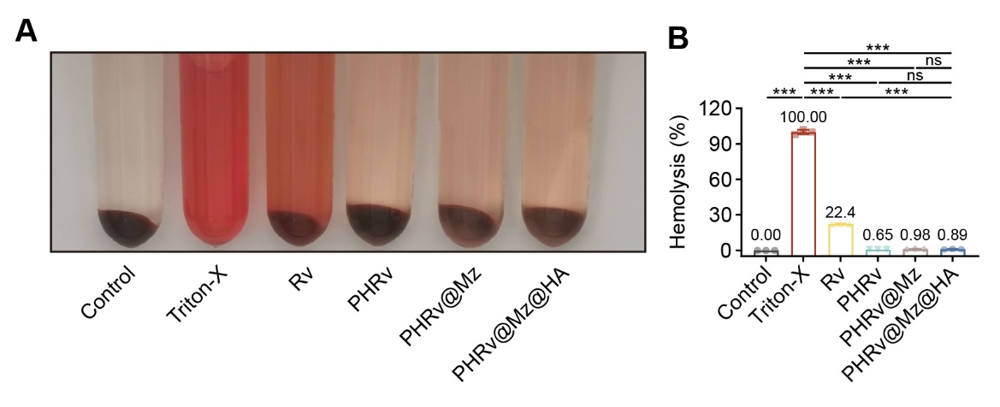 A
Control
Triton-X
Rv
PHRv
PHRv@Mz
PHRv@Mz@HA
B
***
*** ns
*** ns
*** *** ***
Hemolysis (%)
120
90
60
30
0
0.00
100.00
22.4
0.65
0.98
0.89
Control
Triton-X
Rv
PHRv
PHRv@Mz
PHRv@Mz@HA